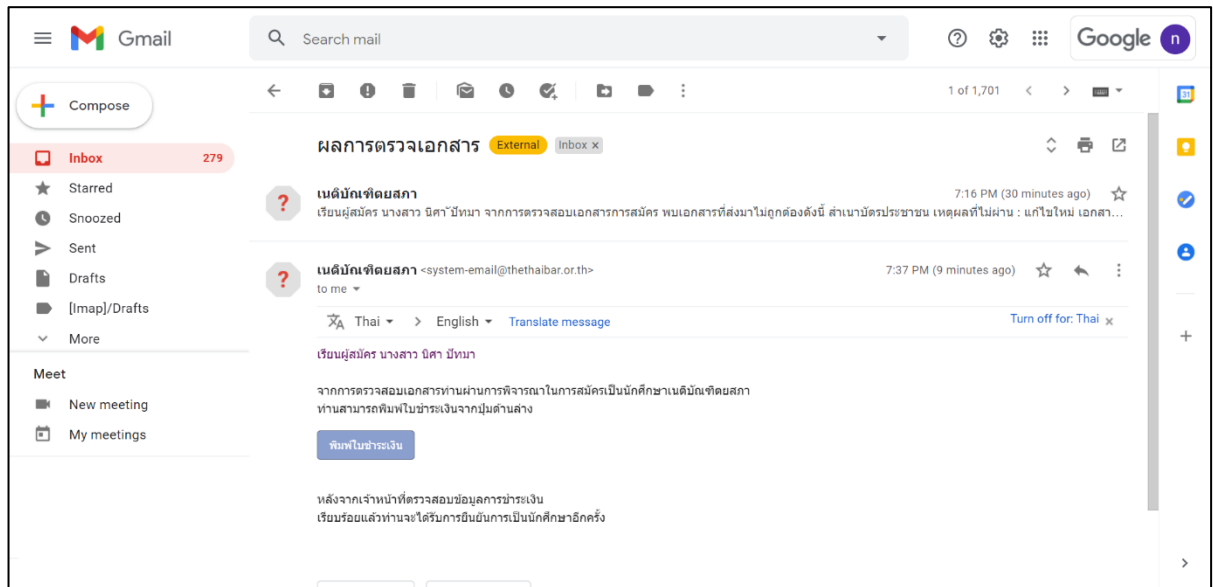 Gmail
Search mail
Google n
Compose
1 of 1,701
31
Inbox 279
Starred
Snoozed
Sent
Drafts
[Imap]/Drafts
More
Meet
New meeting
My meetings
ผลการตรวจเอกสาร External Inbox x
เนติบัณฑิตยสภา 7:16 PM (30 minutes ago)
เรียนผู้สมัคร นางสาว นิศา ปัทมา จากการตรวจสอบเอกสารการสมัคร พบเอกสารที่ส่งมาไม่ถูกต้องดังนี้ สำเนาบัตรประชาชน เหตุผลที่ไม่ผ่าน : แก้ไขใหม่ เอกสา...
เนติบัณฑิตยสภา <system-email@thethaibar.or.th> 7:37 PM (9 minutes ago)
to me
Thai > English Translate message Turn off for: Thai x
เรียนผู้สมัคร นางสาว นิศา ปัทมา
จากการตรวจสอบเอกสารท่านผ่านการพิจารณาในการสมัครเป็นนักศึกษาเนติบัณฑิตยสภา
ท่านสามารถพิมพ์ใบชำระเงินจากปุ่มด้านล่าง
พิมพ์ใบชำระเงิน
หลังจากเจ้าหน้าที่ตรวจสอบข้อมูลการชำระเงิน
เรียบร้อยแล้วท่านจะได้รับการยืนยันการเป็นนักศึกษาอีกครั้ง